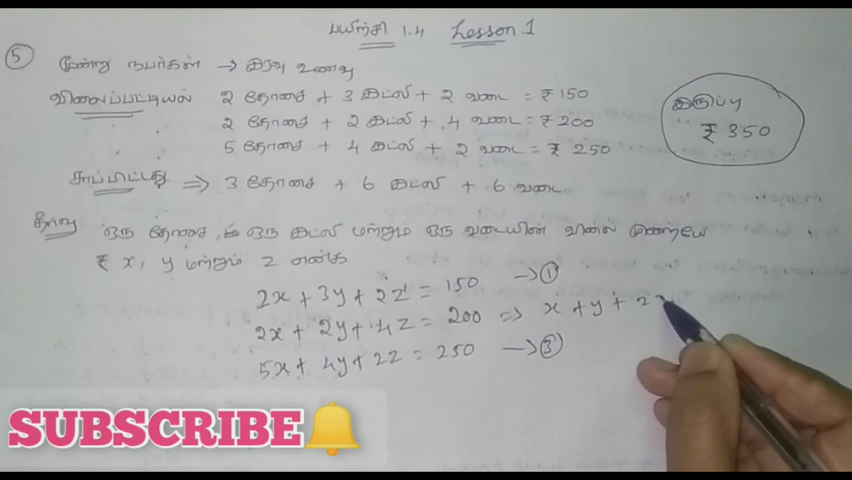 பயிற்சி 1.4 Lesson 1
⑤ மூன்று நபர்கள் → இரவு உணவு
விலைப்பட்டியல் 2 தோசை + 3 இட்லி + 2 வடை = ₹ 150
2 தோசை + 2 இட்லி + 4 வடை = ₹ 200
5 தோசை + 4 இட்லி + 2 வடை = ₹ 250
இருப்பு
₹ 350
சாப்பிட்டது ⇒ 3 தோசை + 6 இட்லி + 6 வடை
தீர்வு ஒரு தோசை, ஒரு இட்லி மற்றும் ஒரு வடையின் விலை முறையே
₹ x, y மற்றும் z என்க
2x + 3y + 2z = 150 → ①
2x + 2y + 4z = 200 ⇒ x + y + 2z
5x + 4y + 2z = 250 → ③
SUBSCRIBE